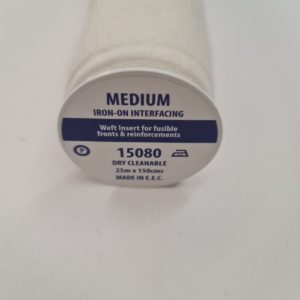 MEDIUM
IRON-ON INTERFACING
Weft insert for fusible
fronts & reinforcements
P
15080
DRY CLEANABLE
25m x 150cms
MADE IN E.E.C.